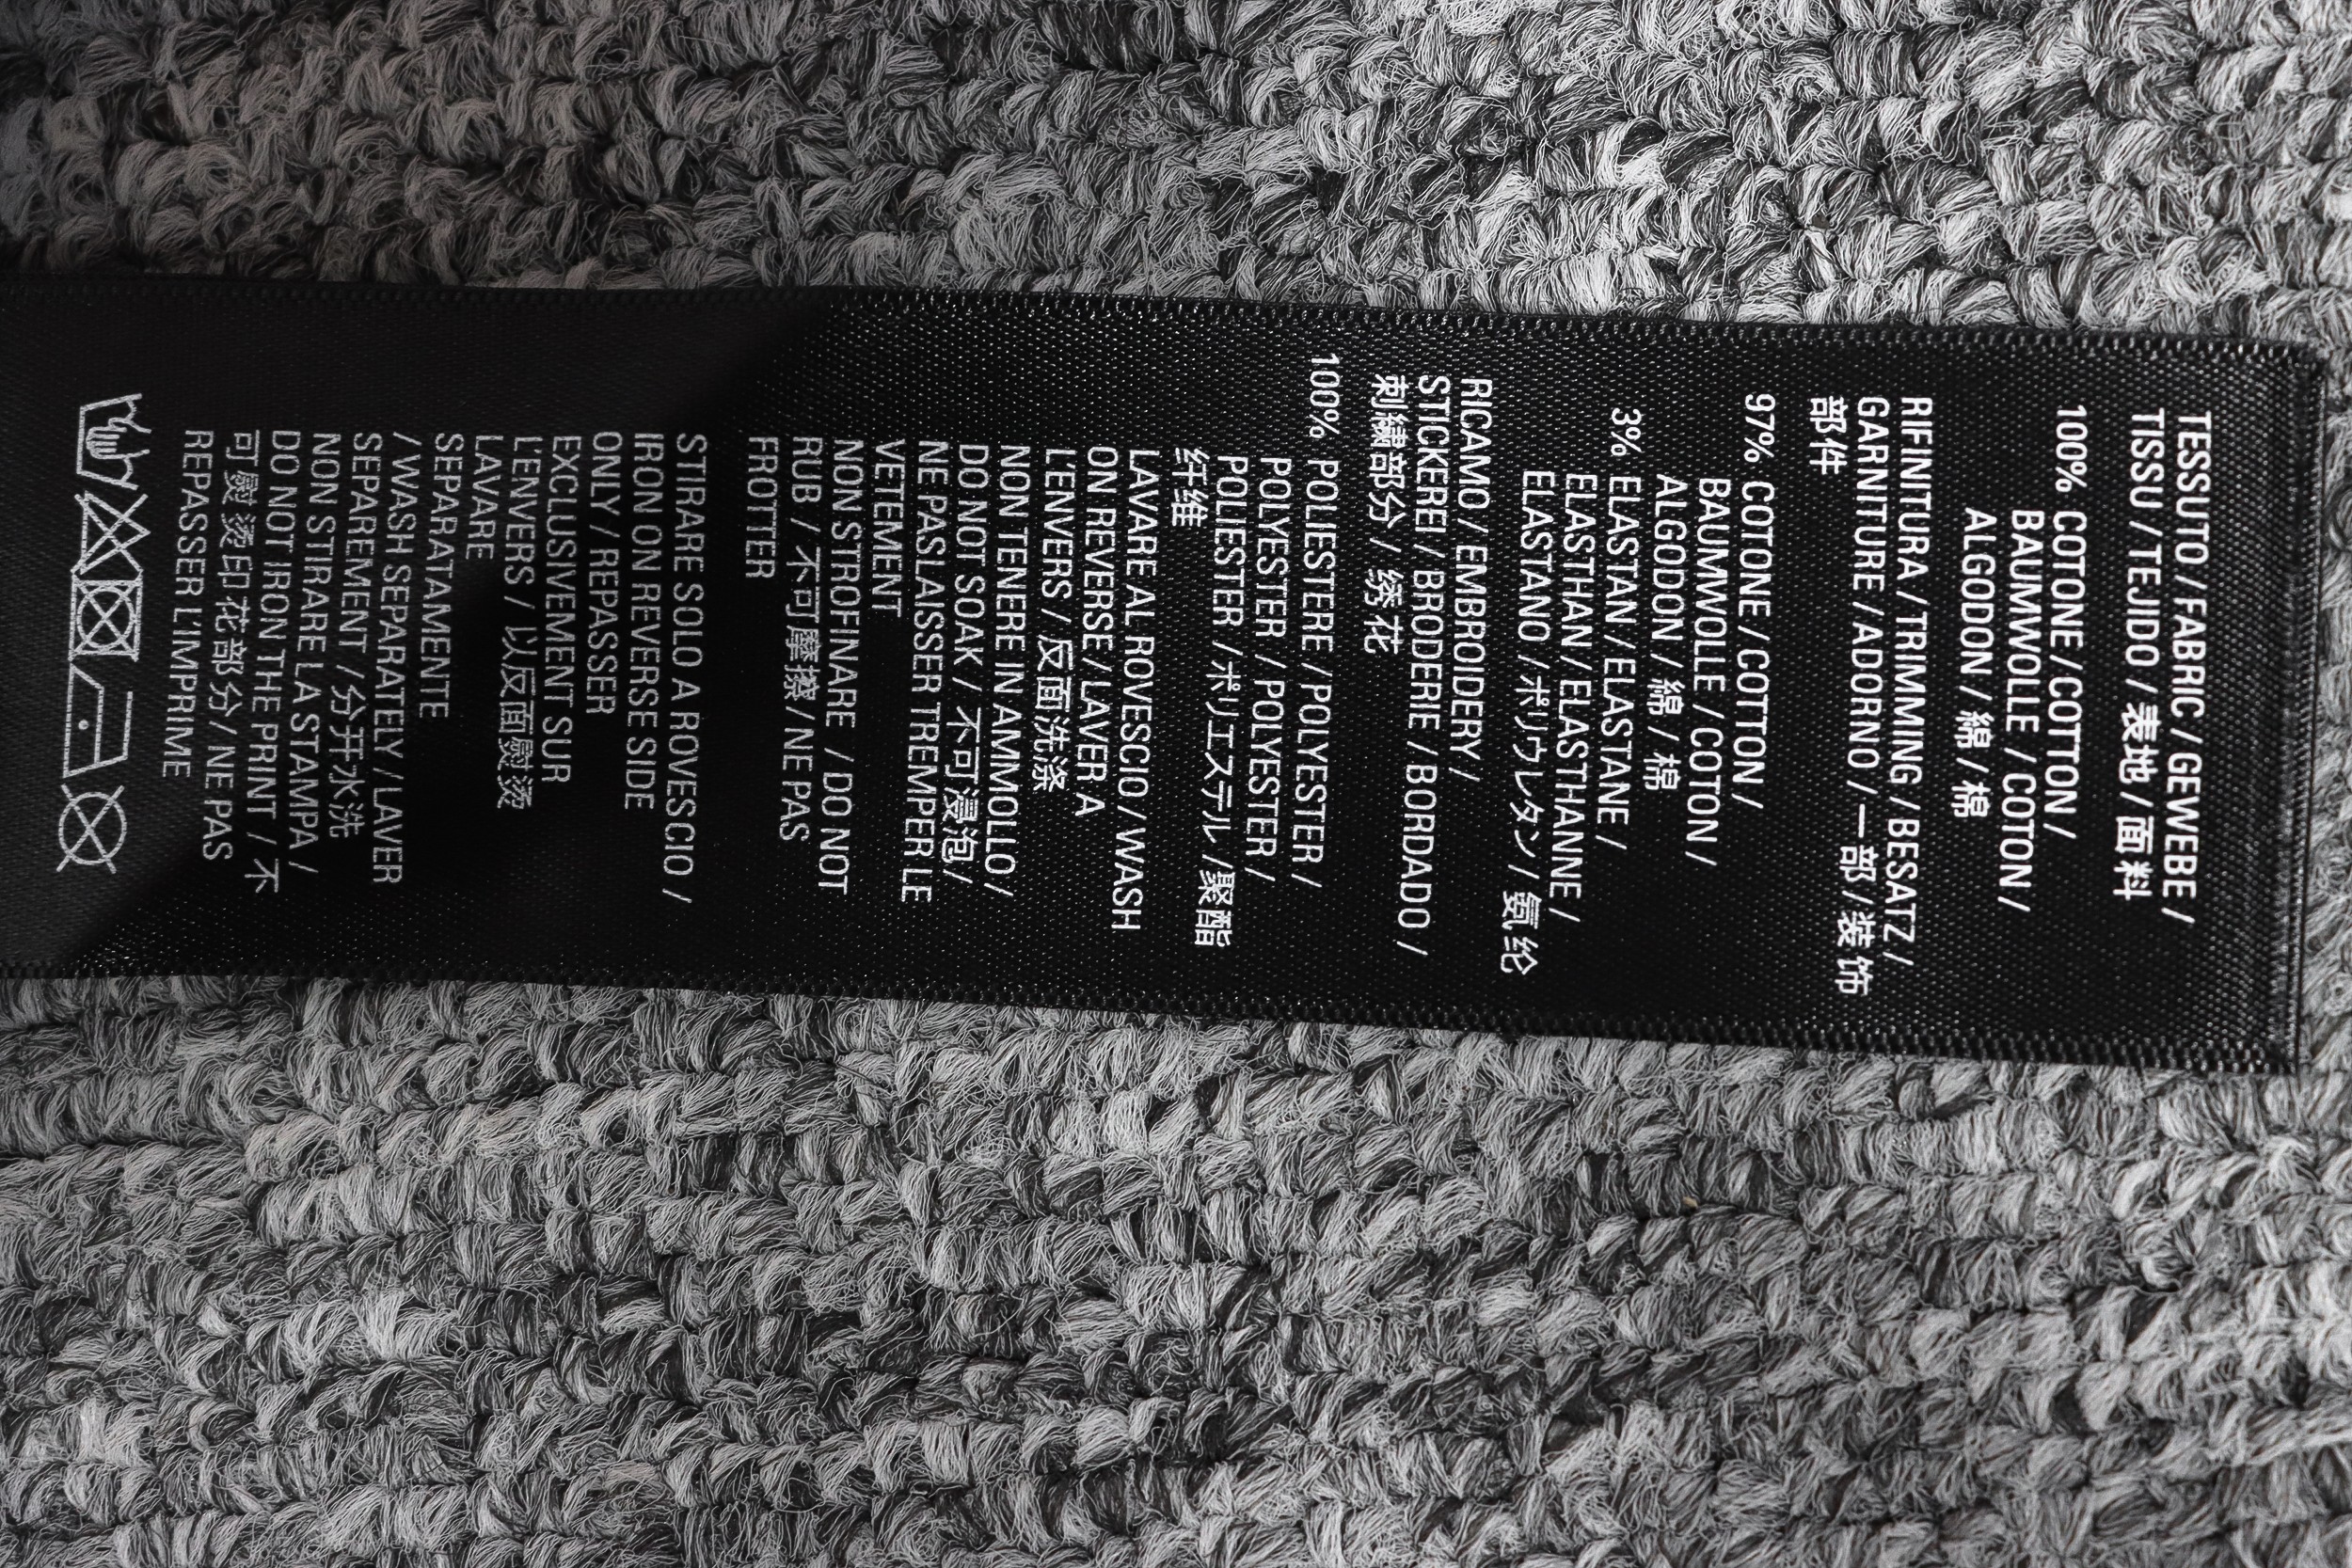 TESSUTO / FABRIC / GEWEBE /
TISSU / TEJIDO / 表地 / 面料
100% COTONE / COTTON /
BAUMWOLLE / COTON /
ALGODON / 綿 / 棉
RIFINITURA / TRIMMING / BESATZ /
GARNITURE / ADORNO / 一部 / 装饰
部件
97% COTONE / COTTON /
BAUMWOLLE / COTON /
ALGODON / 綿 / 棉
3% ELASTAN / ELASTANE /
ELASTHAN / ELASTHANNE /
ELASTANO / ポリウレタン / 氨纶
RICAMO / EMBROIDERY /
STICKEREI / BRODERIE / BORDADO /
刺繍部分 / 绣花
100% POLIESTERE / POLYESTER /
POLYESTER / POLYESTER /
POLIESTER / ポリエステル / 聚酯
纤维
LAVARE AL ROVESCIO / WASH
ON REVERSE / LAVER A
L'ENVERS / 反面洗涤
NON TENERE IN AMMOLLO /
DO NOT SOAK / 不可浸泡 /
NE PAS LAISSER TREMPER LE
VETEMENT
NON STROFINARE / DO NOT
RUB / 不可摩擦 / NE PAS
FROTTER
STIRARE SOLO A ROVESCIO /
IRON ON REVERSE SIDE
ONLY / REPASSER
EXCLUSIVEMENT SUR
L'ENVERS / 以反面熨烫
LAVARE
SEPARATAMENTE
/ WASH SEPARATELY / LAVER
SEPAREMENT / 分开水洗
NON STIRARE LA STAMPA /
DO NOT IRON THE PRINT / 不
可熨 烫印花部分 / NE PAS
REPASSER L'IMPRIME